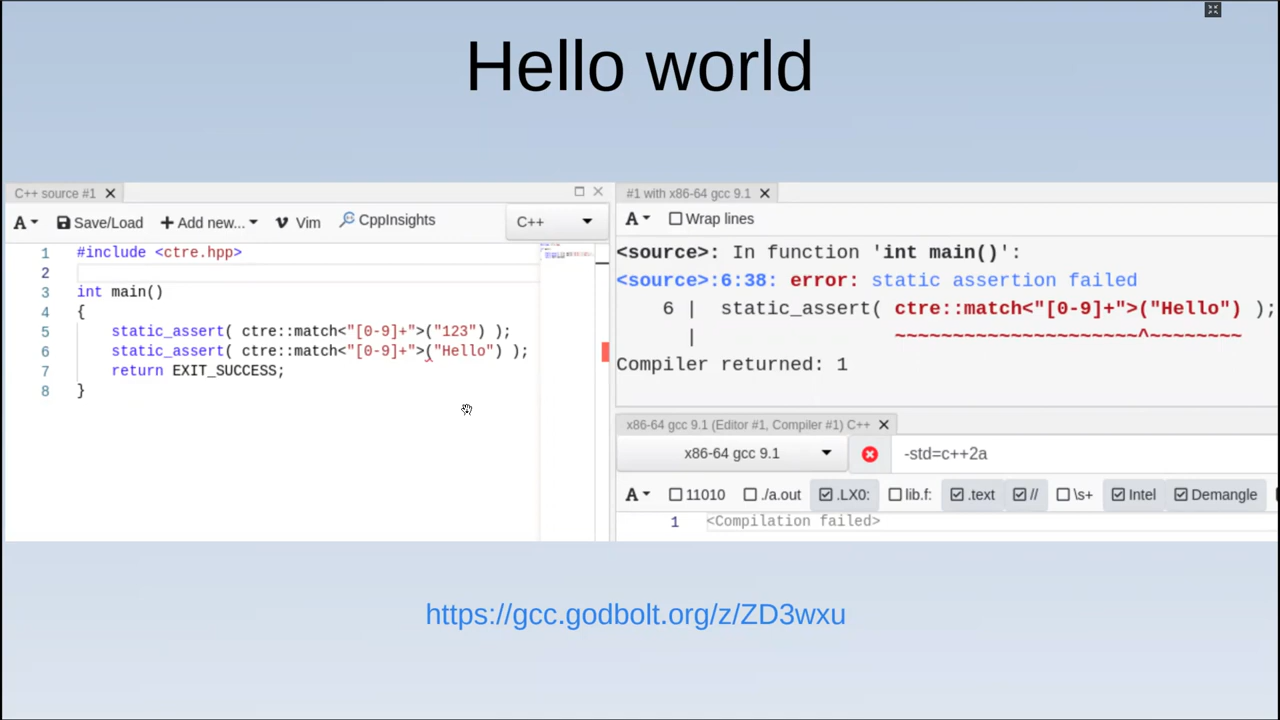 Hello world
C++ source #1
A Save/Load + Add new... Vim CppInsights C++
1 #include <ctre.hpp>
2
3 int main()
4 {
5 static_assert( ctre::match<"[0-9]+">("123") );
6 static_assert( ctre::match<"[0-9]+">("Hello") );
7 return EXIT_SUCCESS;
8 }
#1 with x86-64 gcc 9.1
A Wrap lines
<source>: In function 'int main()':
<source>:6:38: error: static assertion failed
6 | static_assert( ctre::match<"[0-9]+">("Hello") );
| ~~~~~~~~~~~~~~~~~~~~~~^~~~~~~~~
Compiler returned: 1
x86-64 gcc 9.1 (Editor #1, Compiler #1) C++
x86-64 gcc 9.1 -std=c++2a
A 11010 ./a.out .LX0: lib.f: .text // \s+ Intel Demangle
1 <Compilation failed>
https://gcc.godbolt.org/z/ZD3wxu